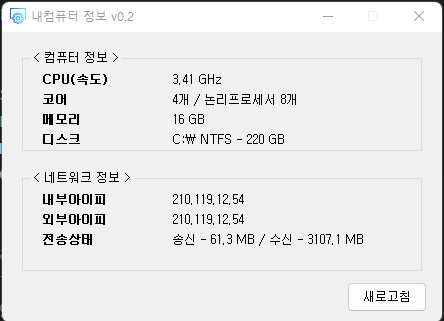 내컴퓨터 정보 v0.2
< 컴퓨터 정보 >
CPU(속도) 3.41 GHz
코어 4개 / 논리프로세서 8개
메모리 16 GB
디스크 C:₩ NTFS - 220 GB
< 네트워크 정보 >
내부아이피 210.119.12.54
외부아이피 210.119.12.54
전송상태 송신 - 61.3 MB / 수신 - 3107.1 MB
새로고침